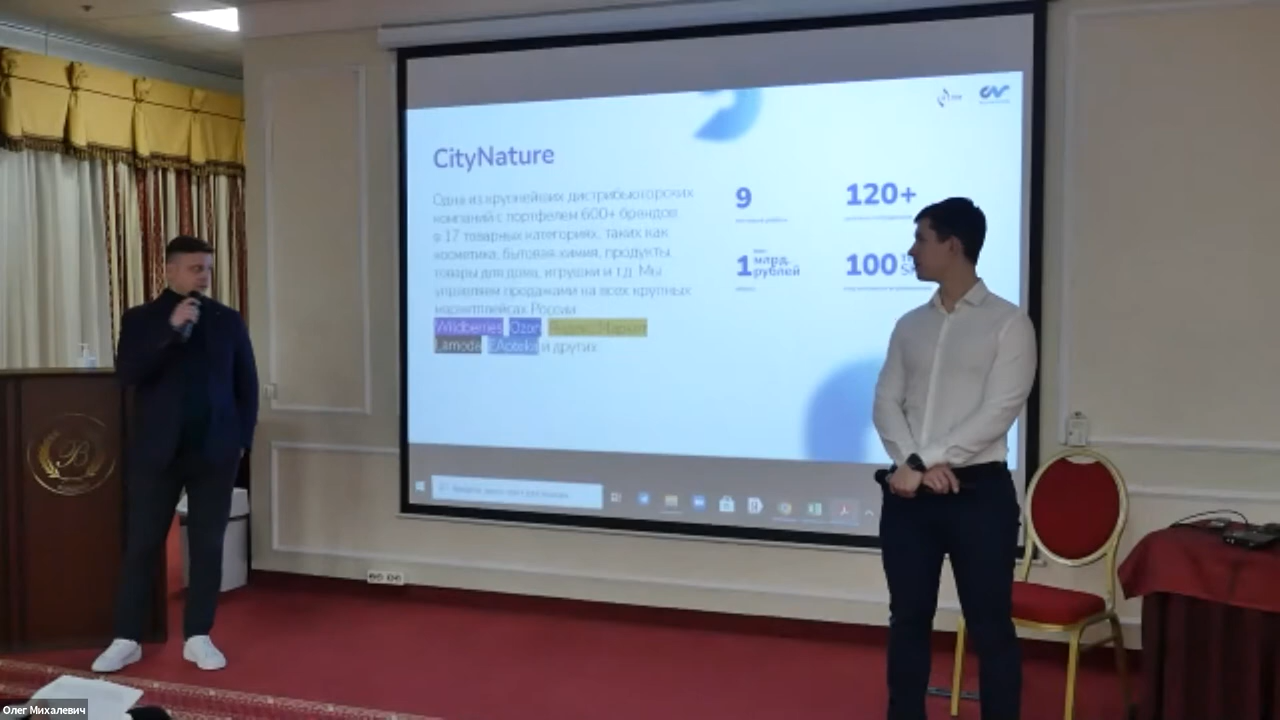 CityNature
Одна из крупнейших дистрибьюторских
компаний с портфелем 600+ брендов
в 17 товарных категориях, таких как
косметика, бытовая химия, продукты,
товары для дома, игрушки и т.д. Мы
управляем продажами на всех крупных
маркетплейсах России:
Wildberries Ozon Яндекс.Маркет
Lamoda ЕАптека и других
9
120+
1 млрд. рублей
100
В
Олег Михалевич